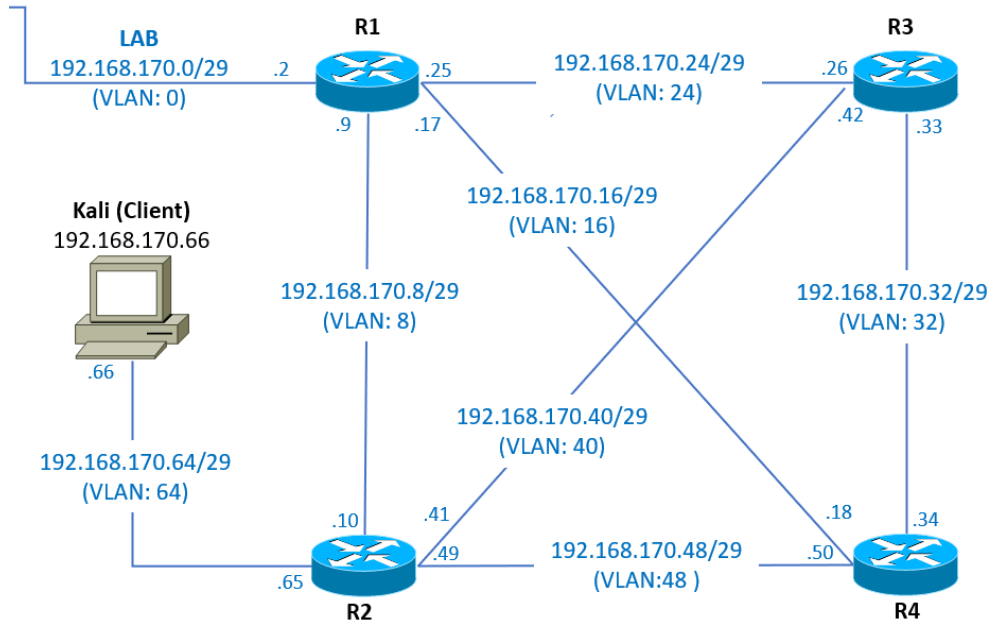 R1
R3
LAB
192.168.170.0/29
(VLAN: 0)
.2
.25
192.168.170.24/29
(VLAN: 24)
.26
.9
.17
.42
.33
192.168.170.16/29
(VLAN: 16)
Kali (Client)
192.168.170.66
192.168.170.8/29
(VLAN: 8)
192.168.170.32/29
(VLAN: 32)
.66
192.168.170.40/29
(VLAN: 40)
192.168.170.64/29
(VLAN: 64)
.10
.41
.18
.34
.49
192.168.170.48/29
(VLAN:48 )
.50
.65
R2
R4